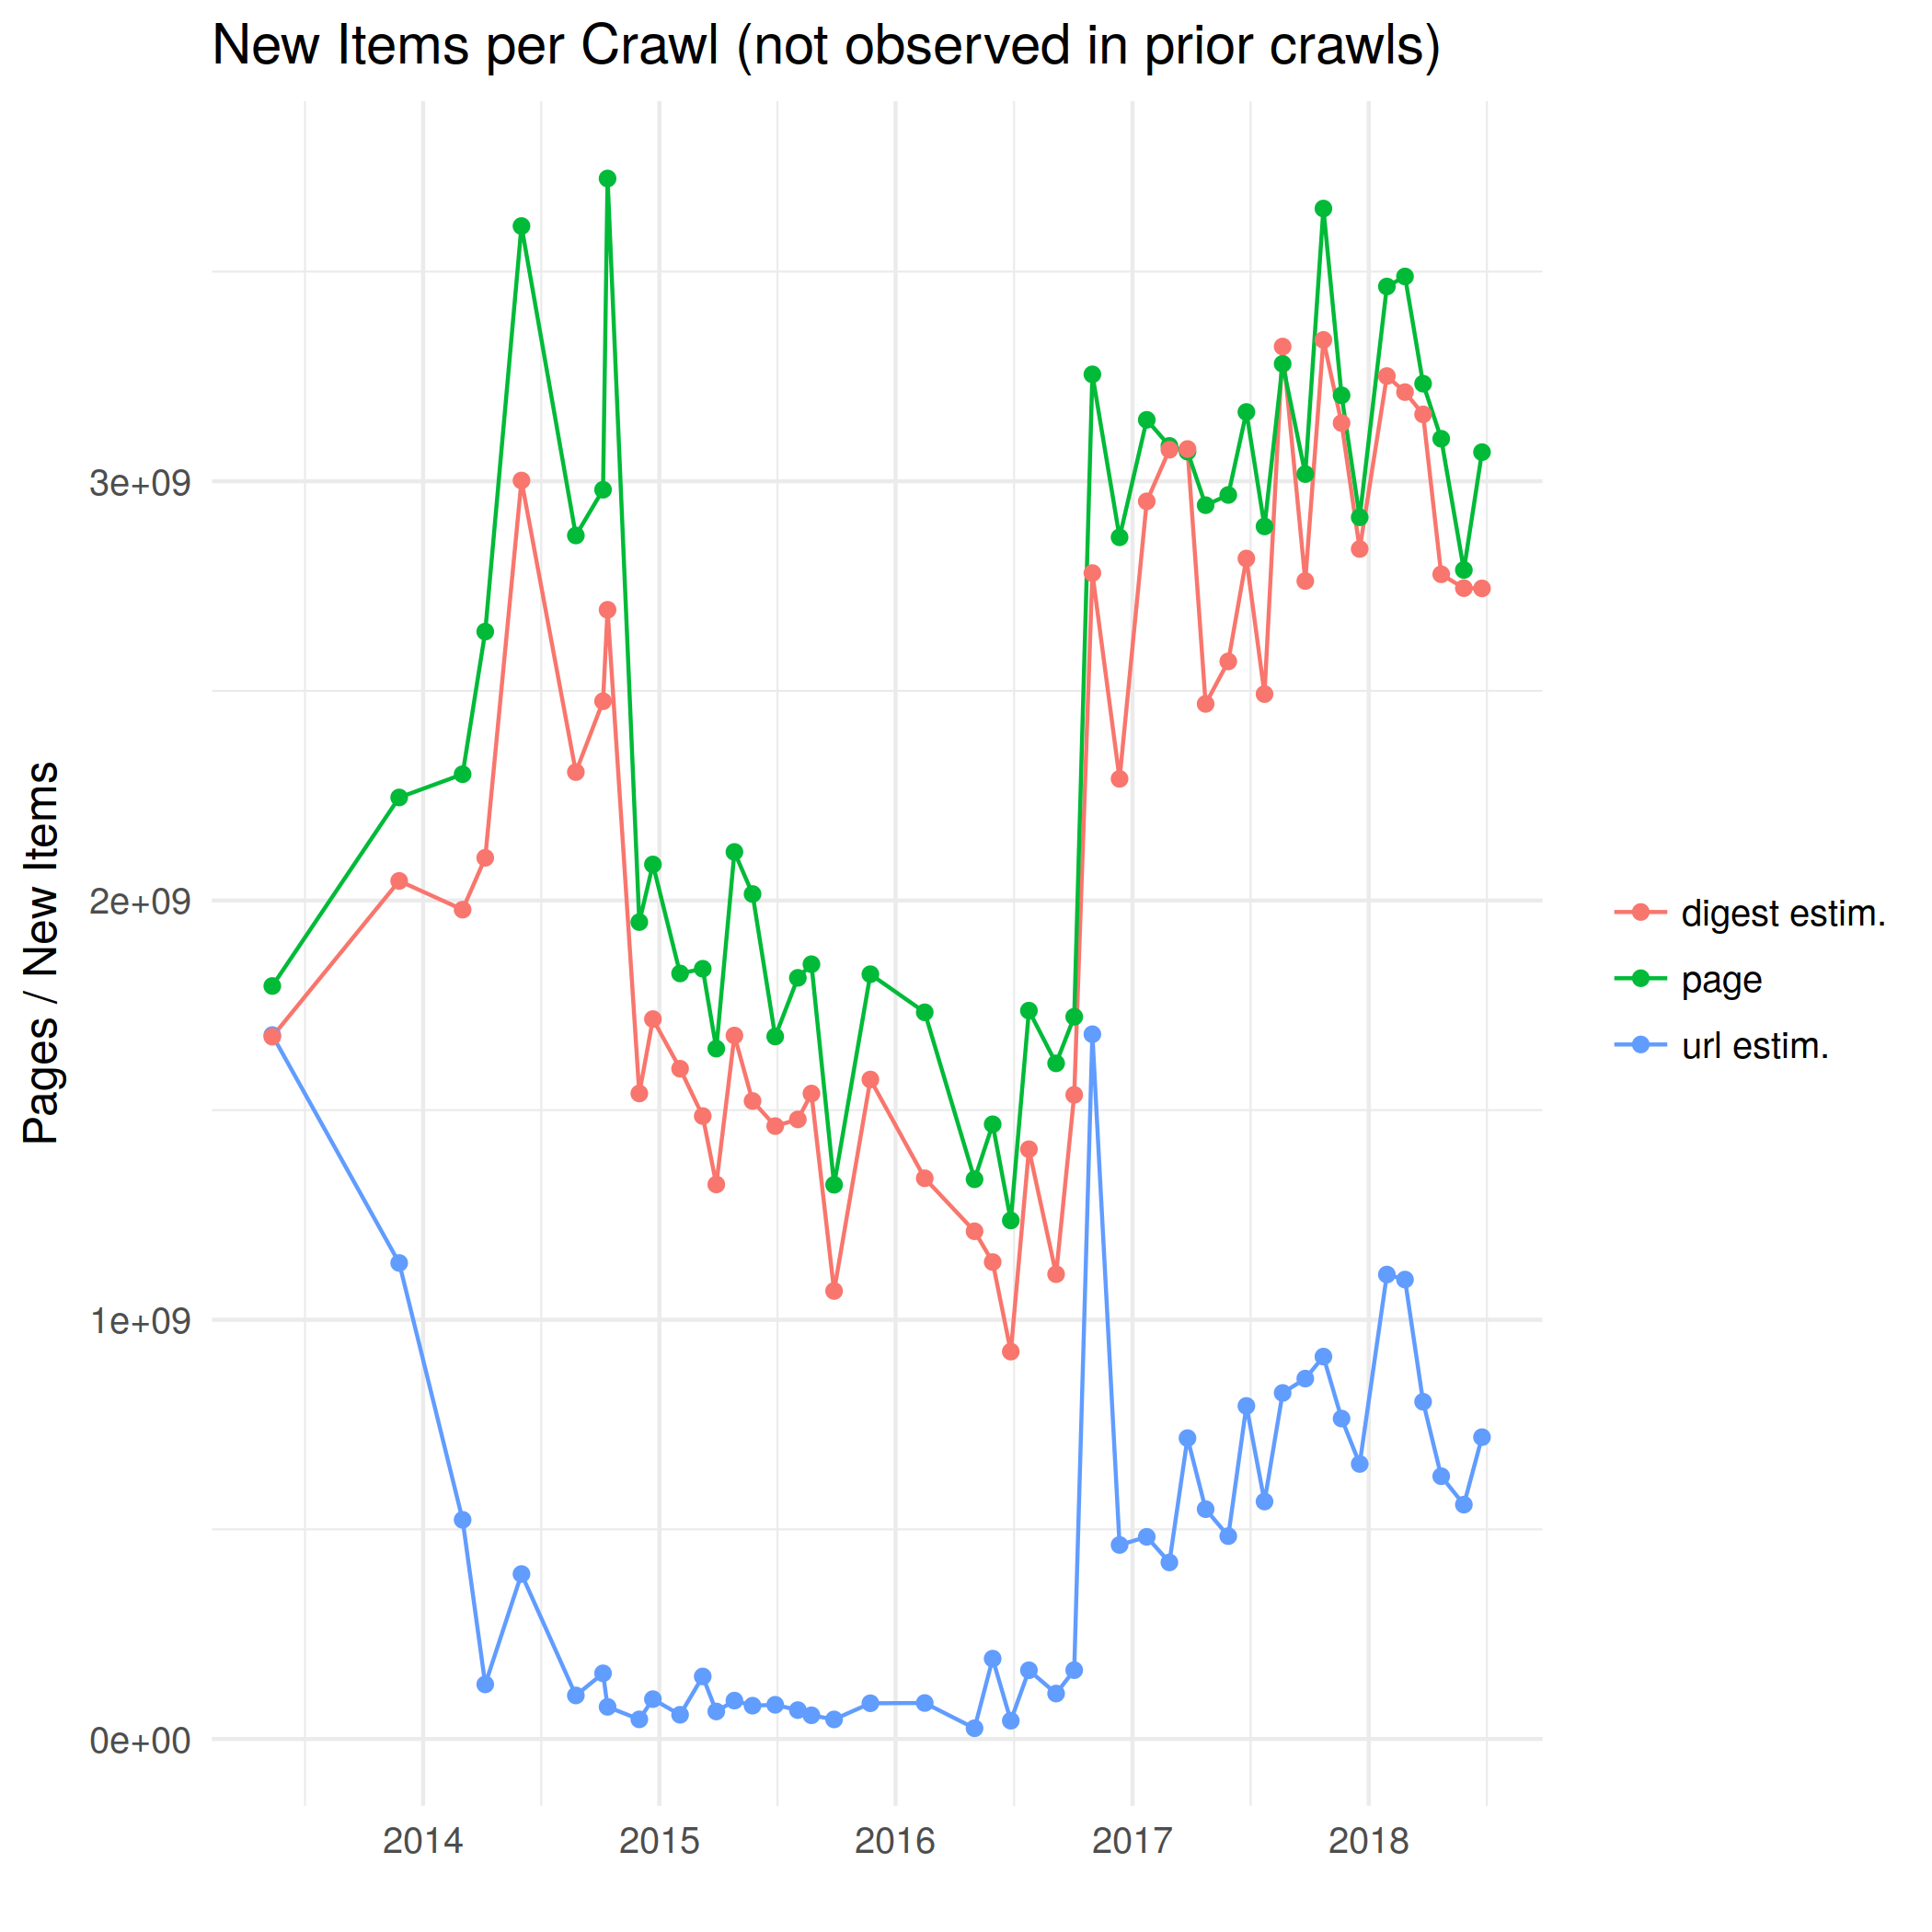 New Items per Crawl (not observed in prior crawls)
Pages / New Items
3e+09
2e+09
1e+09
0e+00
2014 2015 2016 2017 2018
digest estim.
page
url estim.